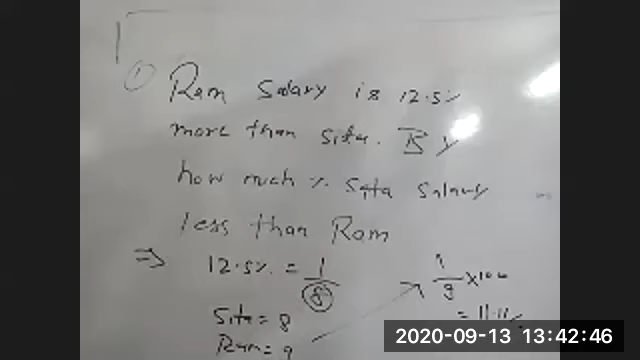 ① Ram Salary is 12.5%
more than Sita. By
how much % Sita Salary
less than Ram
⇒ 12.5% = 1/8
Sita = 8
Ram = 9
1/9 × 100
= 11.11%
2020-09-13 13:42:46